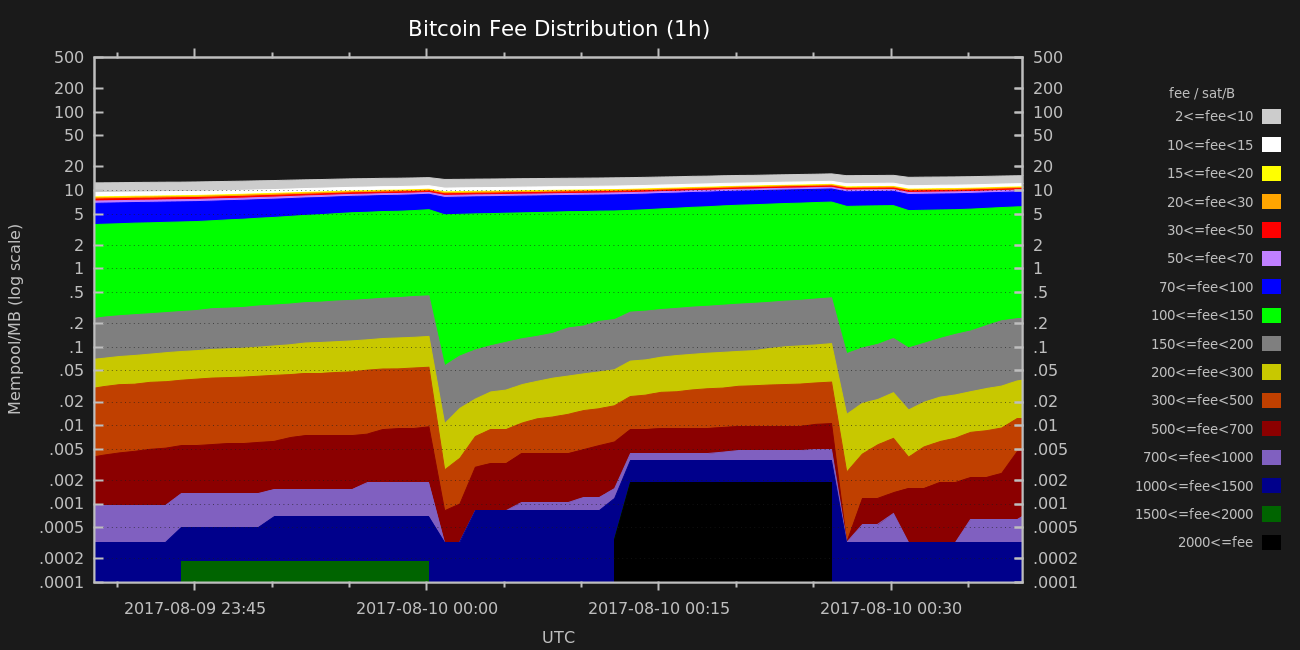 Bitcoin Fee Distribution (1h)
500 500
200 200
100 100
50 50
20 20
10 10
5 5
2 2
1 1
.5 .5
.2 .2
.1 .1
.05 .05
.02 .02
.01 .01
.005 .005
.002 .002
.001 .001
.0005 .0005
.0002 .0002
.0001 .0001
Mempool/MB (log scale)
2017-08-09 23:45 2017-08-10 00:00 2017-08-10 00:15 2017-08-10 00:30
UTC
fee / sat/B
2<=fee<10
10<=fee<15
15<=fee<20
20<=fee<30
30<=fee<50
50<=fee<70
70<=fee<100
100<=fee<150
150<=fee<200
200<=fee<300
300<=fee<500
500<=fee<700
700<=fee<1000
1000<=fee<1500
1500<=fee<2000
2000<=fee